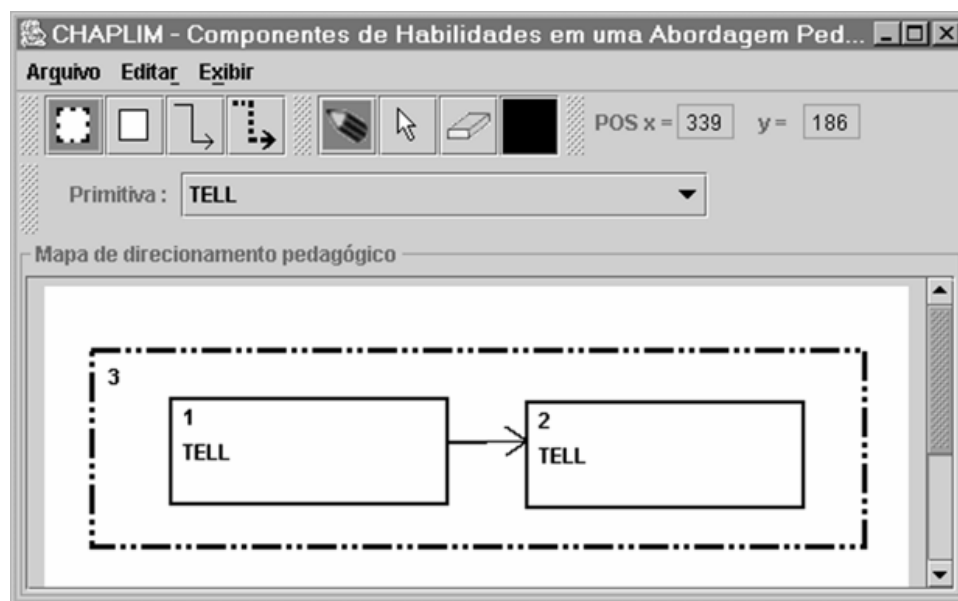 CHAPLIM - Componentes de Habilidades em uma Abordagem Ped...
Arquivo Editar Exibir
POS x = 339 y = 186
Primitiva : TELL
Mapa de direcionamento pedagógico
3
1
TELL
2
TELL